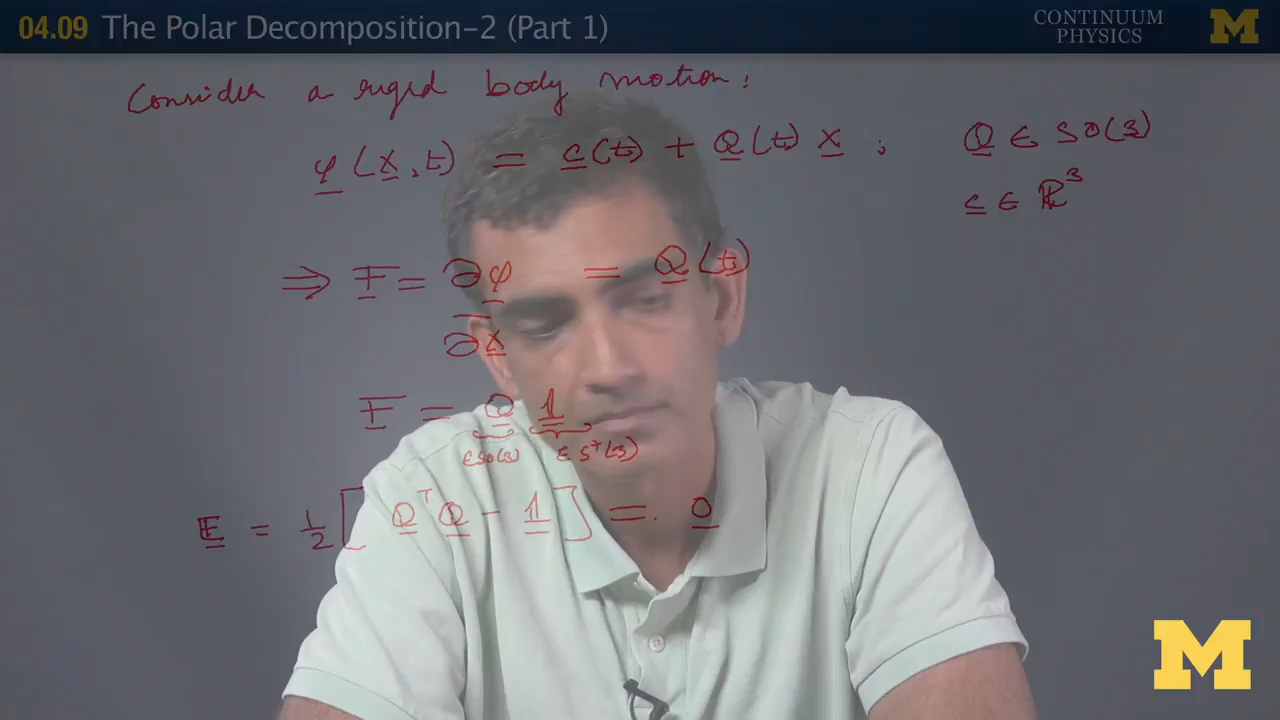 04.09 The Polar Decomposition-2 (Part 1)
CONTINUUM PHYSICS
M
Consider a rigid body motion:
φ(X, t) = c(t) + Q(t) X ; Q ∈ SO(3)
c ∈ ℝ³
⇒ F = ∂φ/∂X = Q(t)
F = Q 𝟙
∈ SO(3) ∈ S⁺(3)
E = ½[QᵀQ - 𝟙] = 0
M